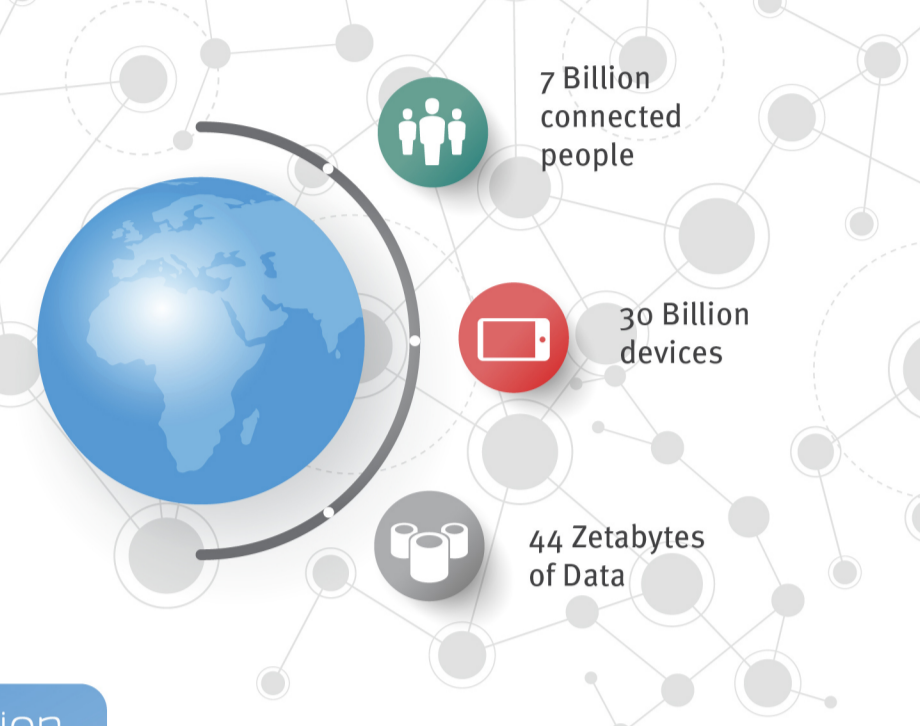 7 Billion
connected
people
30 Billion
devices
44 Zetabytes
of Data